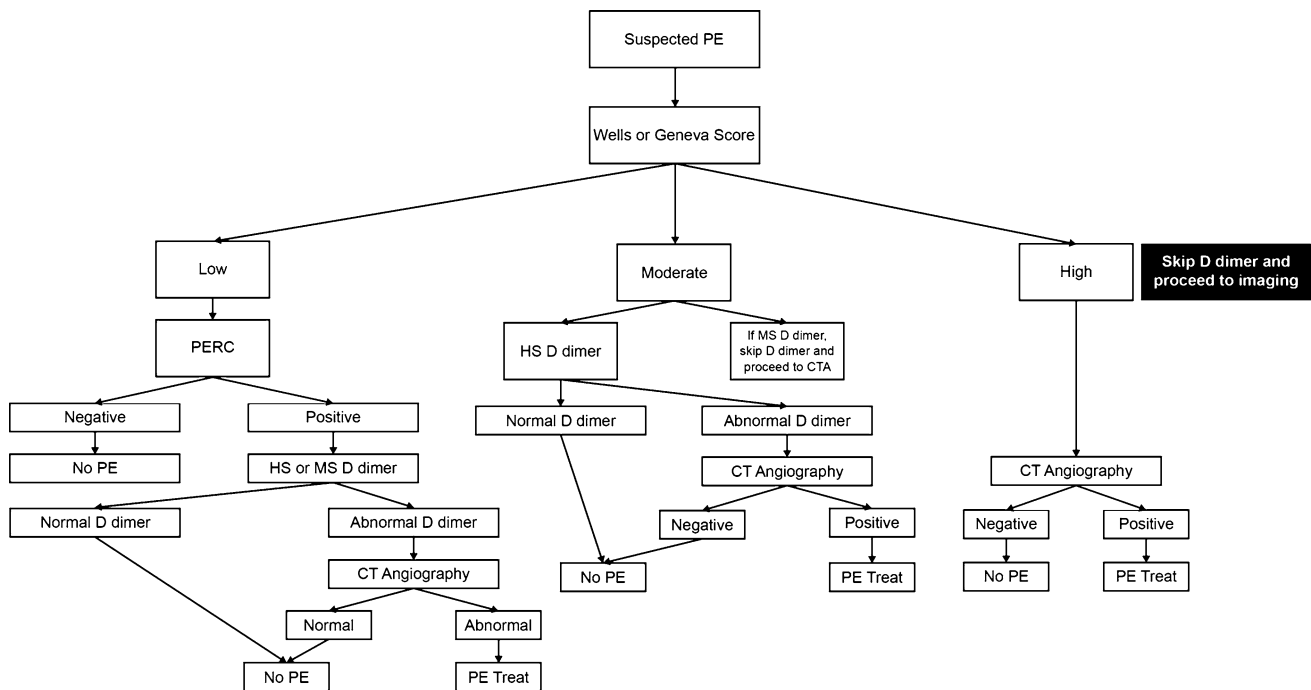 Suspected PE
Wells or Geneva Score
Low
Moderate
High
Skip D dimer and
proceed to imaging
PERC
HS D dimer
If MS D dimer,
skip D dimer and
proceed to CTA
Negative
Positive
Normal D dimer
Abnormal D dimer
No PE
HS or MS D dimer
CT Angiography
CT Angiography
Normal D dimer
Abnormal D dimer
Negative
Positive
Negative
Positive
CT Angiography
No PE
PE Treat
No PE
PE Treat
Normal
Abnormal
No PE
PE Treat